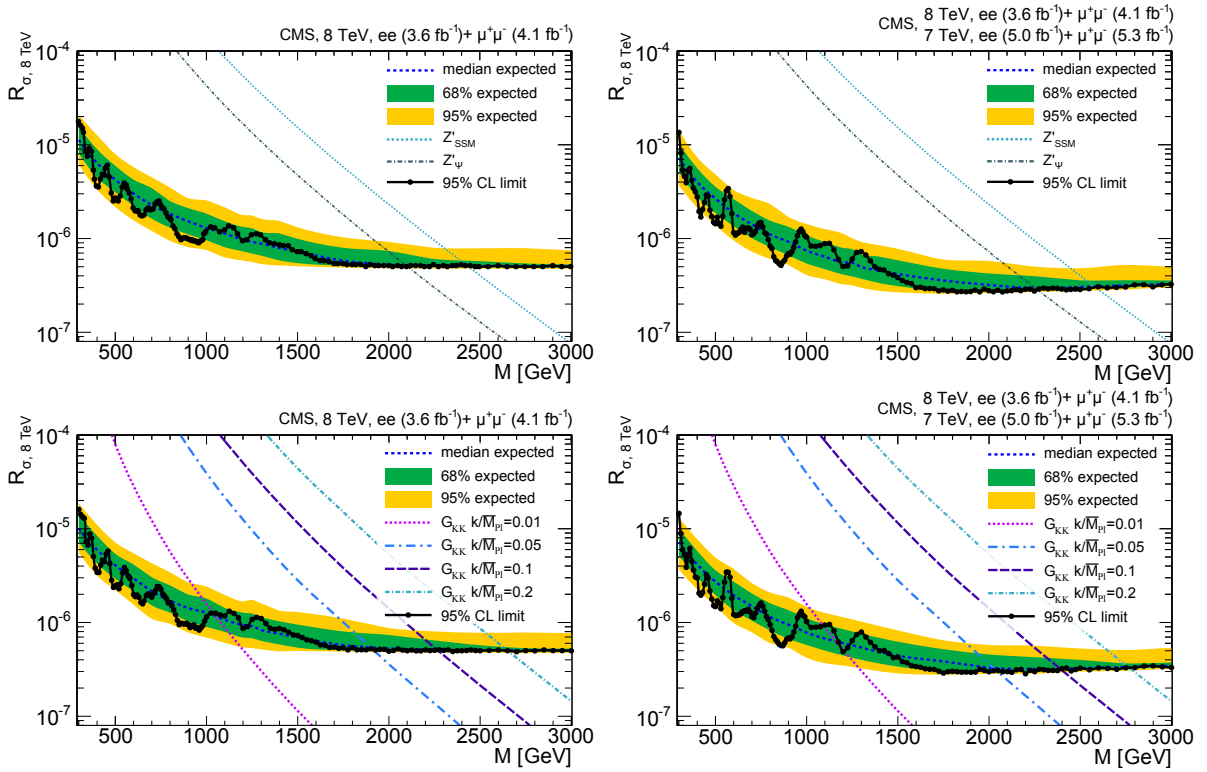 CMS, 8 TeV, ee (3.6 fb⁻¹)+ μ⁺μ⁻ (4.1 fb⁻¹)
R_σ, 8 TeV
10⁻⁴
10⁻⁵
10⁻⁶
10⁻⁷
median expected
68% expected
95% expected
Z'_SSM
Z'_Ψ
95% CL limit
500 1000 1500 2000 2500 3000
M [GeV]
CMS, 8 TeV, ee (3.6 fb⁻¹)+ μ⁺μ⁻ (4.1 fb⁻¹)
7 TeV, ee (5.0 fb⁻¹)+ μ⁺μ⁻ (5.3 fb⁻¹)
R_σ, 8 TeV
10⁻⁴
10⁻⁵
10⁻⁶
10⁻⁷
median expected
68% expected
95% expected
Z'_SSM
Z'_Ψ
95% CL limit
500 1000 1500 2000 2500 3000
M [GeV]
CMS, 8 TeV, ee (3.6 fb⁻¹)+ μ⁺μ⁻ (4.1 fb⁻¹)
R_σ, 8 TeV
10⁻⁴
10⁻⁵
10⁻⁶
10⁻⁷
median expected
68% expected
95% expected
G_KK k/M̅_Pl=0.01
G_KK k/M̅_Pl=0.05
G_KK k/M̅_Pl=0.1
G_KK k/M̅_Pl=0.2
95% CL limit
500 1000 1500 2000 2500 3000
M [GeV]
CMS, 8 TeV, ee (3.6 fb⁻¹)+ μ⁺μ⁻ (4.1 fb⁻¹)
7 TeV, ee (5.0 fb⁻¹)+ μ⁺μ⁻ (5.3 fb⁻¹)
R_σ, 8 TeV
10⁻⁴
10⁻⁵
10⁻⁶
10⁻⁷
median expected
68% expected
95% expected
G_KK k/M̅_Pl=0.01
G_KK k/M̅_Pl=0.05
G_KK k/M̅_Pl=0.1
G_KK k/M̅_Pl=0.2
95% CL limit
500 1000 1500 2000 2500 3000
M [GeV]